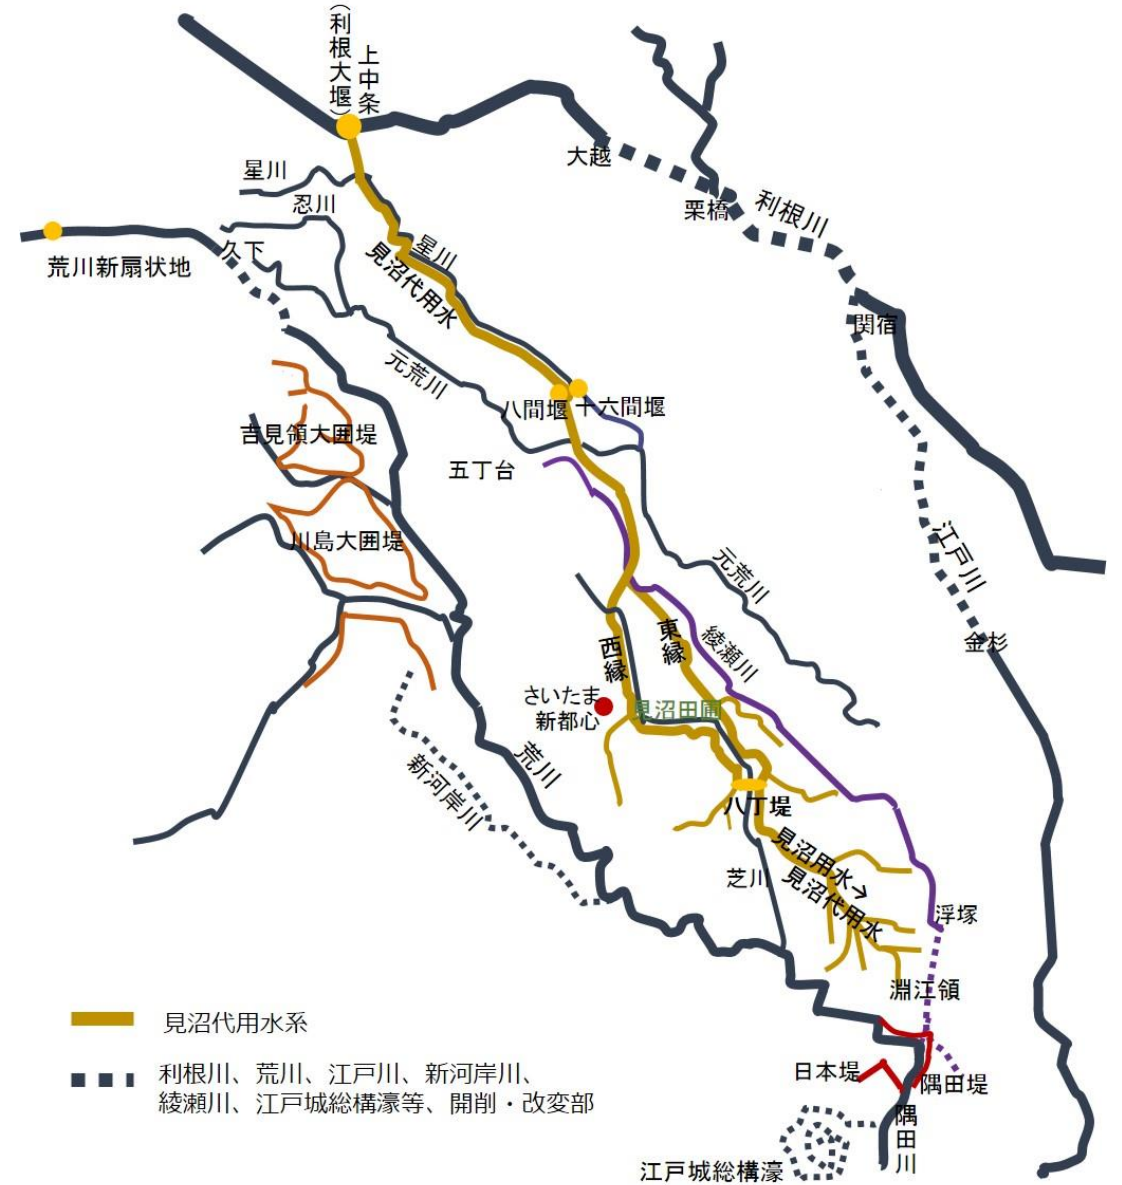 （利根大堰）
上中条
星川
忍川
大越
栗橋
利根川
久下
荒川新扇状地
星川
見沼代用水
関宿
元荒川
八間堰
十六間堰
吉見領大囲堤
五丁台
川島大囲堤
江戸川
元荒川
金杉
東縁
西縁
綾瀬川
さいたま
新都心
見沼田圃
荒川
新河岸川
八丁堤
見沼用水→
見沼代用水
芝川
浮塚
淵江領
見沼代用水系
利根川、荒川、江戸川、新河岸川、
綾瀬川、江戸城総構濠等、開削・改変部
日本堤
隅田堤
隅田川
江戸城総構濠